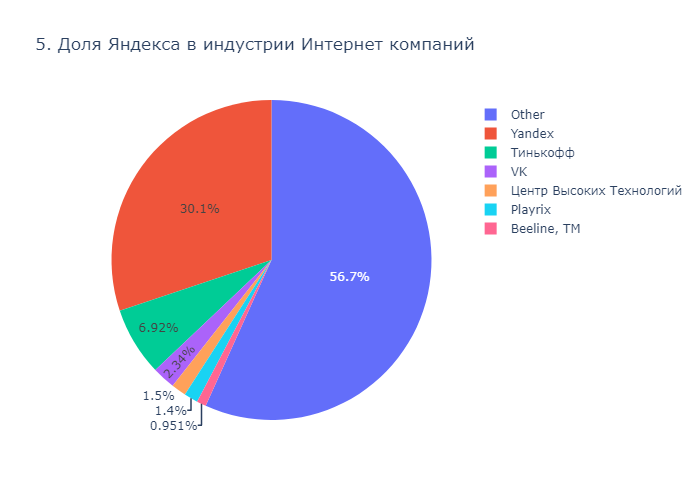 5. Доля Яндекса в индустрии Интернет компаний
Other
Yandex
Тинькофф
VK
Центр Высоких Технологий
Playrix
Beeline, ТМ
30.1%
56.7%
6.92%
2.34%
1.5%
1.4%
0.951%